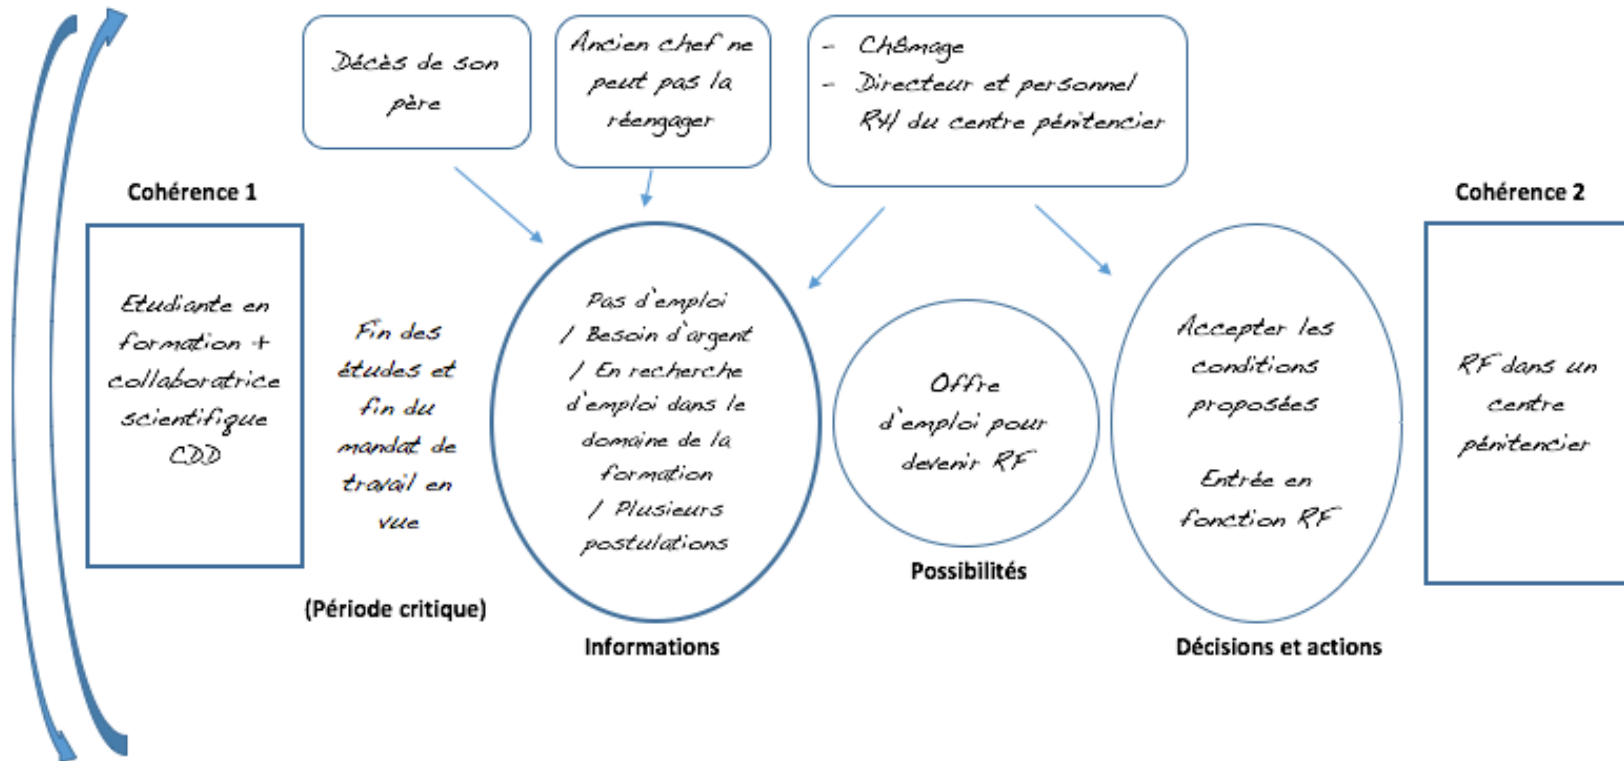 Décès de son
père
Ancien chef ne
peut pas la
réengager
- Chômage
- Directeur et personnel
RH du centre pénitencier
Cohérence 1
Etudiante en
formation +
collaboratrice
scientifique
CDD
Fin des
études et
fin du
mandat de
travail en
vue
(Période critique)
Pas d'emploi
/ Besoin d'argent
/ En recherche
d'emploi dans le
domaine de la
formation
/ Plusieurs
postulations
Informations
Offre
d'emploi pour
devenir RF
Possibilités
Accepter les
conditions
proposées
Entrée en
fonction RF
Décisions et actions
Cohérence 2
RF dans un
centre
pénitencier